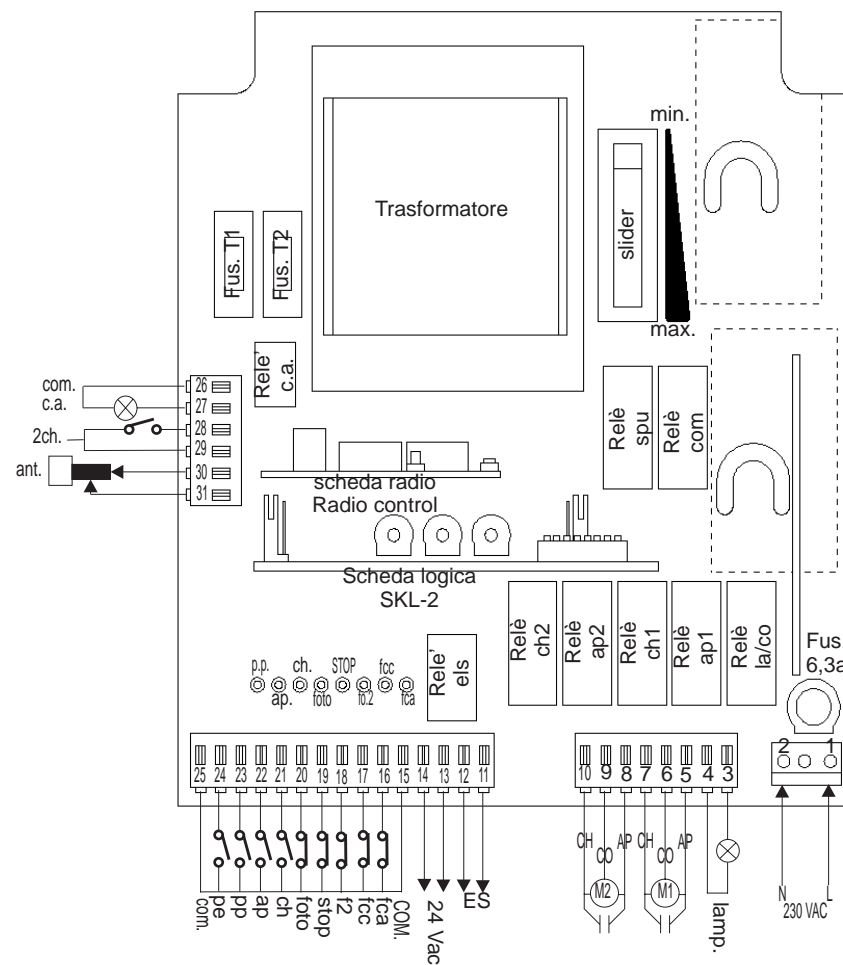 min.
Trasformatore
slider
Fus. T1
Fus. T2
max.
Rele'
c.a.
com.
c.a.
2ch.
ant.
26
27
28
29
30
31
Relè
spu
Relè
com
scheda radio
Radio control
Scheda logica
SKL-2
Relè
ch2
Relè
ap2
Relè
ch1
Relè
ap1
Relè
la/co
Fus.
6,3a
p.p.
ap.
ch.
foto
STOP
fo.2
fcc
fca
Rele'
els
2
1
25
24
23
22
21
20
19
18
17
16
15
14
13
12
11
10
9
8
7
6
5
4
3
CH
CO
AP
M2
CH
CO
AP
M1
lamp.
N
L
230 VAC
com.
pe
pp
ap
ch
foto
stop
f2
fcc
fca
COM.
24 Vac
ES